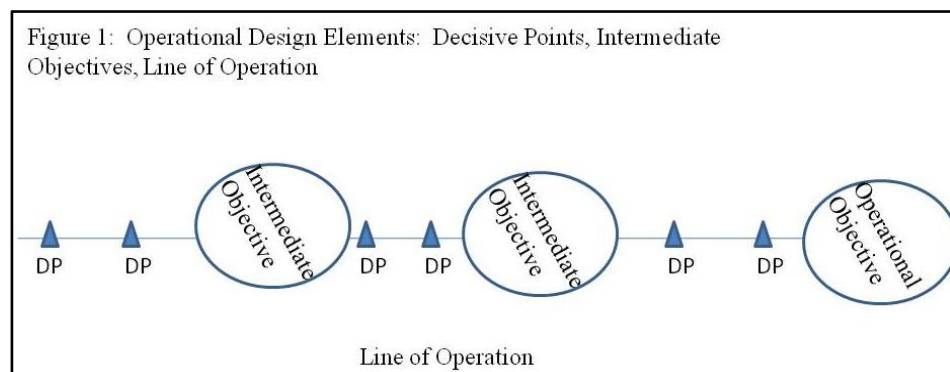 Figure 1:  Operational Design Elements:  Decisive Points, Intermediate
Objectives, Line of Operation
Intermediate
Objective
Intermediate
Objective
Operational
Objective
DP
DP
DP
DP
DP
DP
Line of Operation